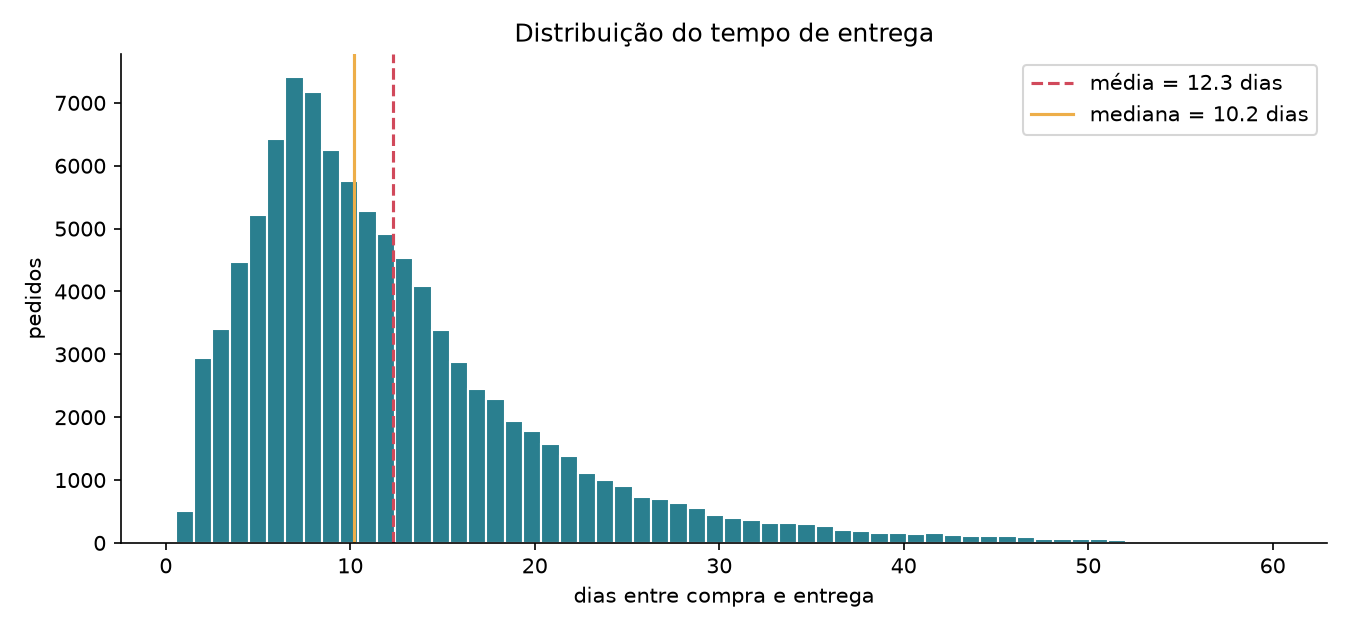 Distribuição do tempo de entrega
média = 12.3 dias
mediana = 10.2 dias
pedidos
7000
6000
5000
4000
3000
2000
1000
0
0 10 20 30 40 50 60
dias entre compra e entrega